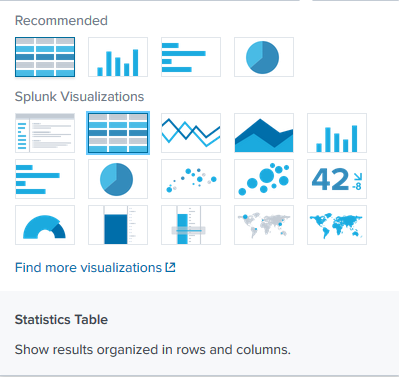 Recommended
Splunk Visualizations
42
-8
Find more visualizations
Statistics Table
Show results organized in rows and columns.